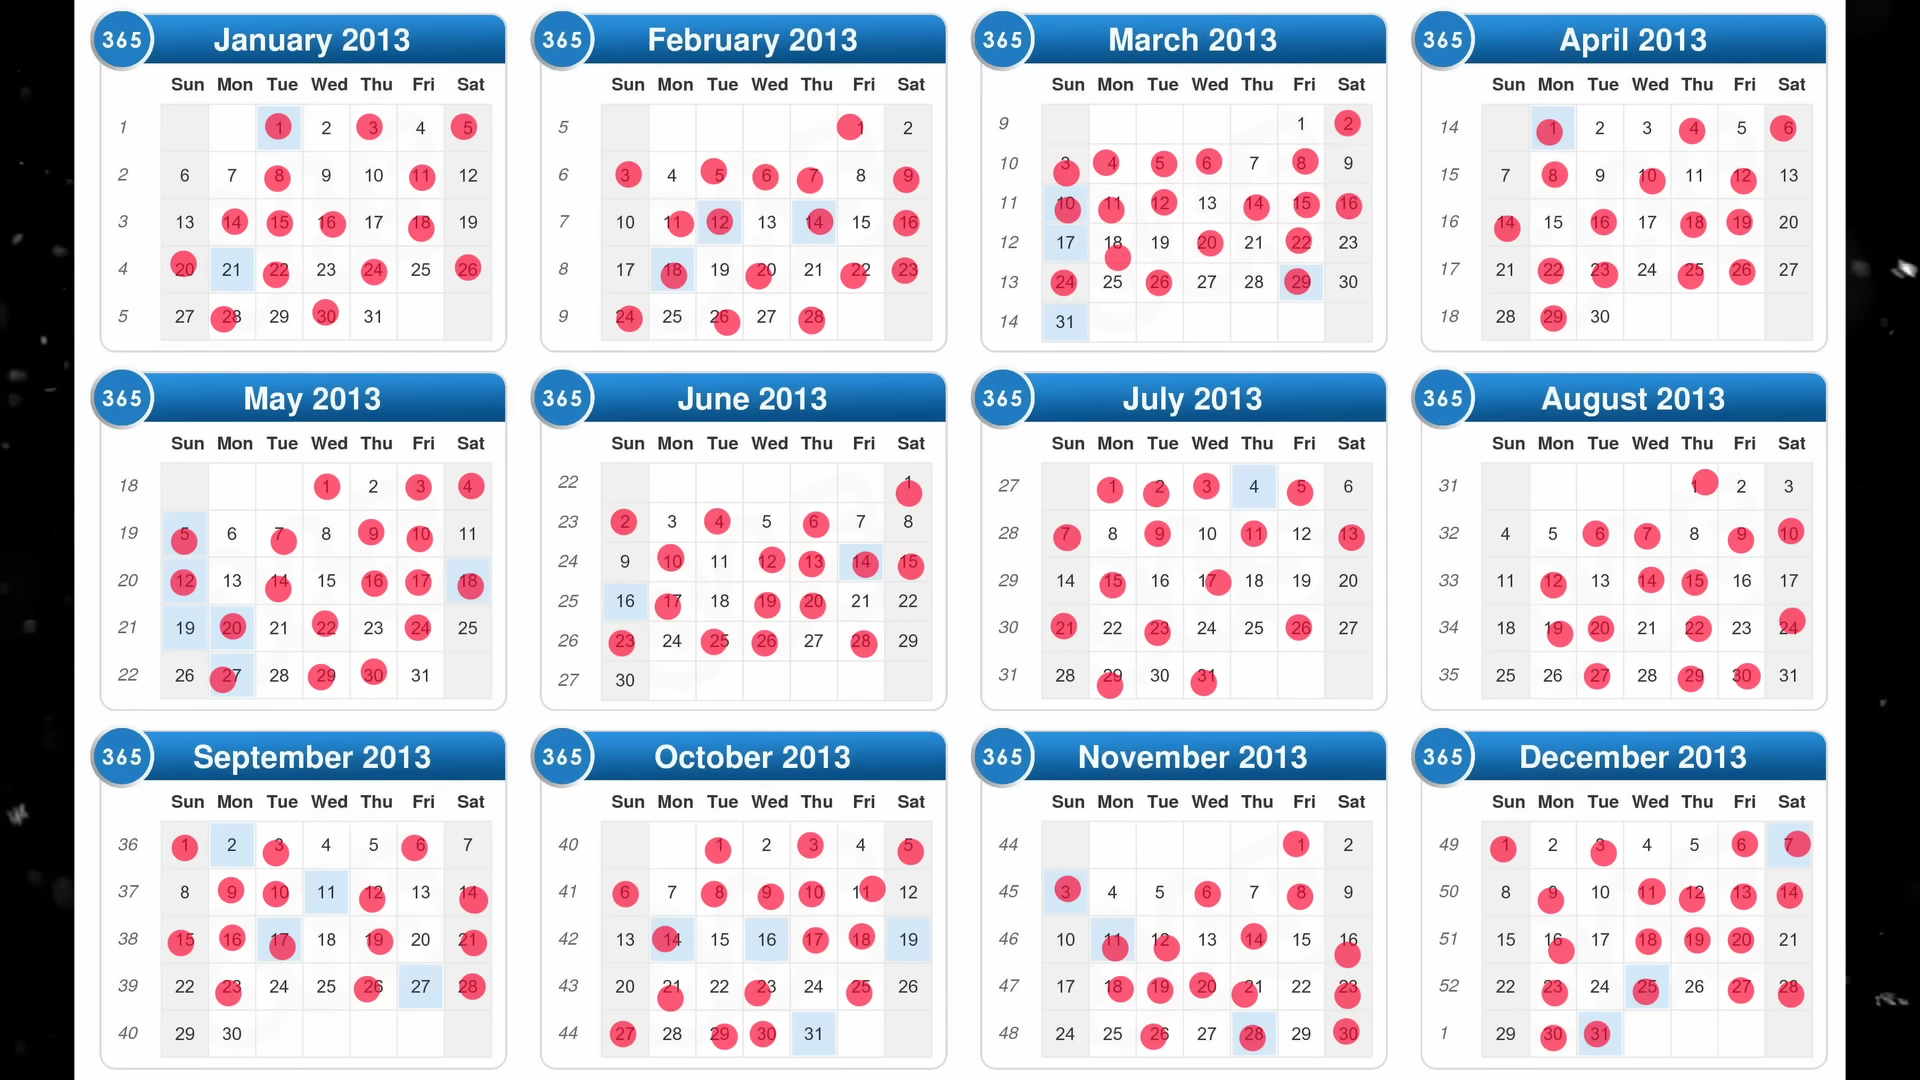 365 January 2013
Sun Mon Tue Wed Thu Fri Sat
1 1 2 3 4 5
2 6 7 8 9 10 11 12
3 13 14 15 16 17 18 19
4 20 21 22 23 24 25 26
5 27 28 29 30 31
365 February 2013
Sun Mon Tue Wed Thu Fri Sat
5 1 2
6 3 4 5 6 7 8 9
7 10 11 12 13 14 15 16
8 17 18 19 20 21 22 23
9 24 25 26 27 28
365 March 2013
Sun Mon Tue Wed Thu Fri Sat
9 1 2
10 3 4 5 6 7 8 9
11 10 11 12 13 14 15 16
12 17 18 19 20 21 22 23
13 24 25 26 27 28 29 30
14 31
365 April 2013
Sun Mon Tue Wed Thu Fri Sat
14 1 2 3 4 5 6
15 7 8 9 10 11 12 13
16 14 15 16 17 18 19 20
17 21 22 23 24 25 26 27
18 28 29 30
365 May 2013
Sun Mon Tue Wed Thu Fri Sat
18 1 2 3 4
19 5 6 7 8 9 10 11
20 12 13 14 15 16 17 18
21 19 20 21 22 23 24 25
22 26 27 28 29 30 31
365 June 2013
Sun Mon Tue Wed Thu Fri Sat
22 1
23 2 3 4 5 6 7 8
24 9 10 11 12 13 14 15
25 16 17 18 19 20 21 22
26 23 24 25 26 27 28 29
27 30
365 July 2013
Sun Mon Tue Wed Thu Fri Sat
27 1 2 3 4 5 6
28 7 8 9 10 11 12 13
29 14 15 16 17 18 19 20
30 21 22 23 24 25 26 27
31 28 29 30 31
365 August 2013
Sun Mon Tue Wed Thu Fri Sat
31 1 2 3
32 4 5 6 7 8 9 10
33 11 12 13 14 15 16 17
34 18 19 20 21 22 23 24
35 25 26 27 28 29 30 31
365 September 2013
Sun Mon Tue Wed Thu Fri Sat
36 1 2 3 4 5 6 7
37 8 9 10 11 12 13 14
38 15 16 17 18 19 20 21
39 22 23 24 25 26 27 28
40 29 30
365 October 2013
Sun Mon Tue Wed Thu Fri Sat
40 1 2 3 4 5
41 6 7 8 9 10 11 12
42 13 14 15 16 17 18 19
43 20 21 22 23 24 25 26
44 27 28 29 30 31
365 November 2013
Sun Mon Tue Wed Thu Fri Sat
44 1 2
45 3 4 5 6 7 8 9
46 10 11 12 13 14 15 16
47 17 18 19 20 21 22 23
48 24 25 26 27 28 29 30
365 December 2013
Sun Mon Tue Wed Thu Fri Sat
49 1 2 3 4 5 6 7
50 8 9 10 11 12 13 14
51 15 16 17 18 19 20 21
52 22 23 24 25 26 27 28
1 29 30 31